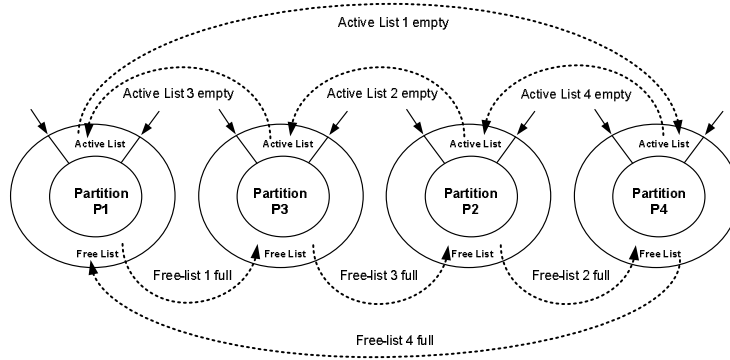 Active List 1 empty
Active List 3 empty
Active List 2 empty
Active List 4 empty
Active List
Active List
Active List
Active List
Partition
P1
Partition
P3
Partition
P2
Partition
P4
Free List
Free List
Free List
Free List
Free-list 1 full
Free-list 3 full
Free-list 2 full
Free-list 4 full